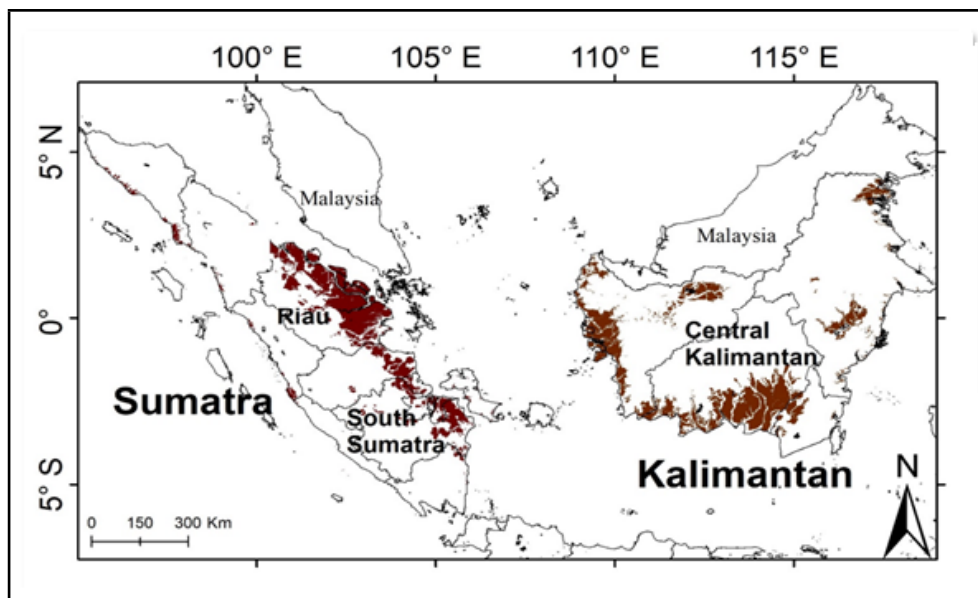 100° E
105° E
110° E
115° E
5° N
0°
5° S
Malaysia
Malaysia
Riau
Central
Kalimantan
Sumatra
South
Sumatra
Kalimantan
N
0 150 300 Km